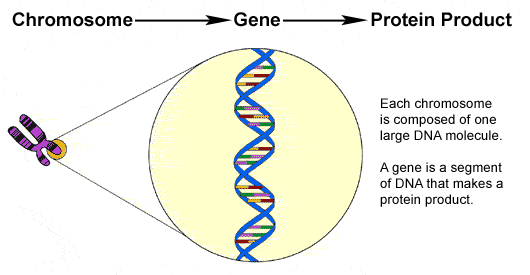 Chromosome Gene Protein Product
Each chromosome
is composed of one
large DNA molecule.
A gene is a segment
of DNA that makes a
protein product.